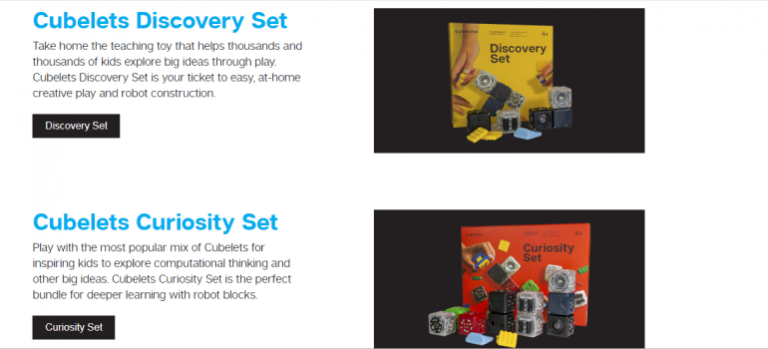 Cubelets Discovery Set
Take home the teaching toy that helps thousands and
thousands of kids explore big ideas through play.
Cubelets Discovery Set is your ticket to easy, at-home
creative play and robot construction.
Discovery Set
Discovery
Set
4+
Cubelets Curiosity Set
Play with the most popular mix of Cubelets for
inspiring kids to explore computational thinking and
other big ideas. Cubelets Curiosity Set is the perfect
bundle for deeper learning with robot blocks.
Curiosity Set
Curiosity
Set
4+